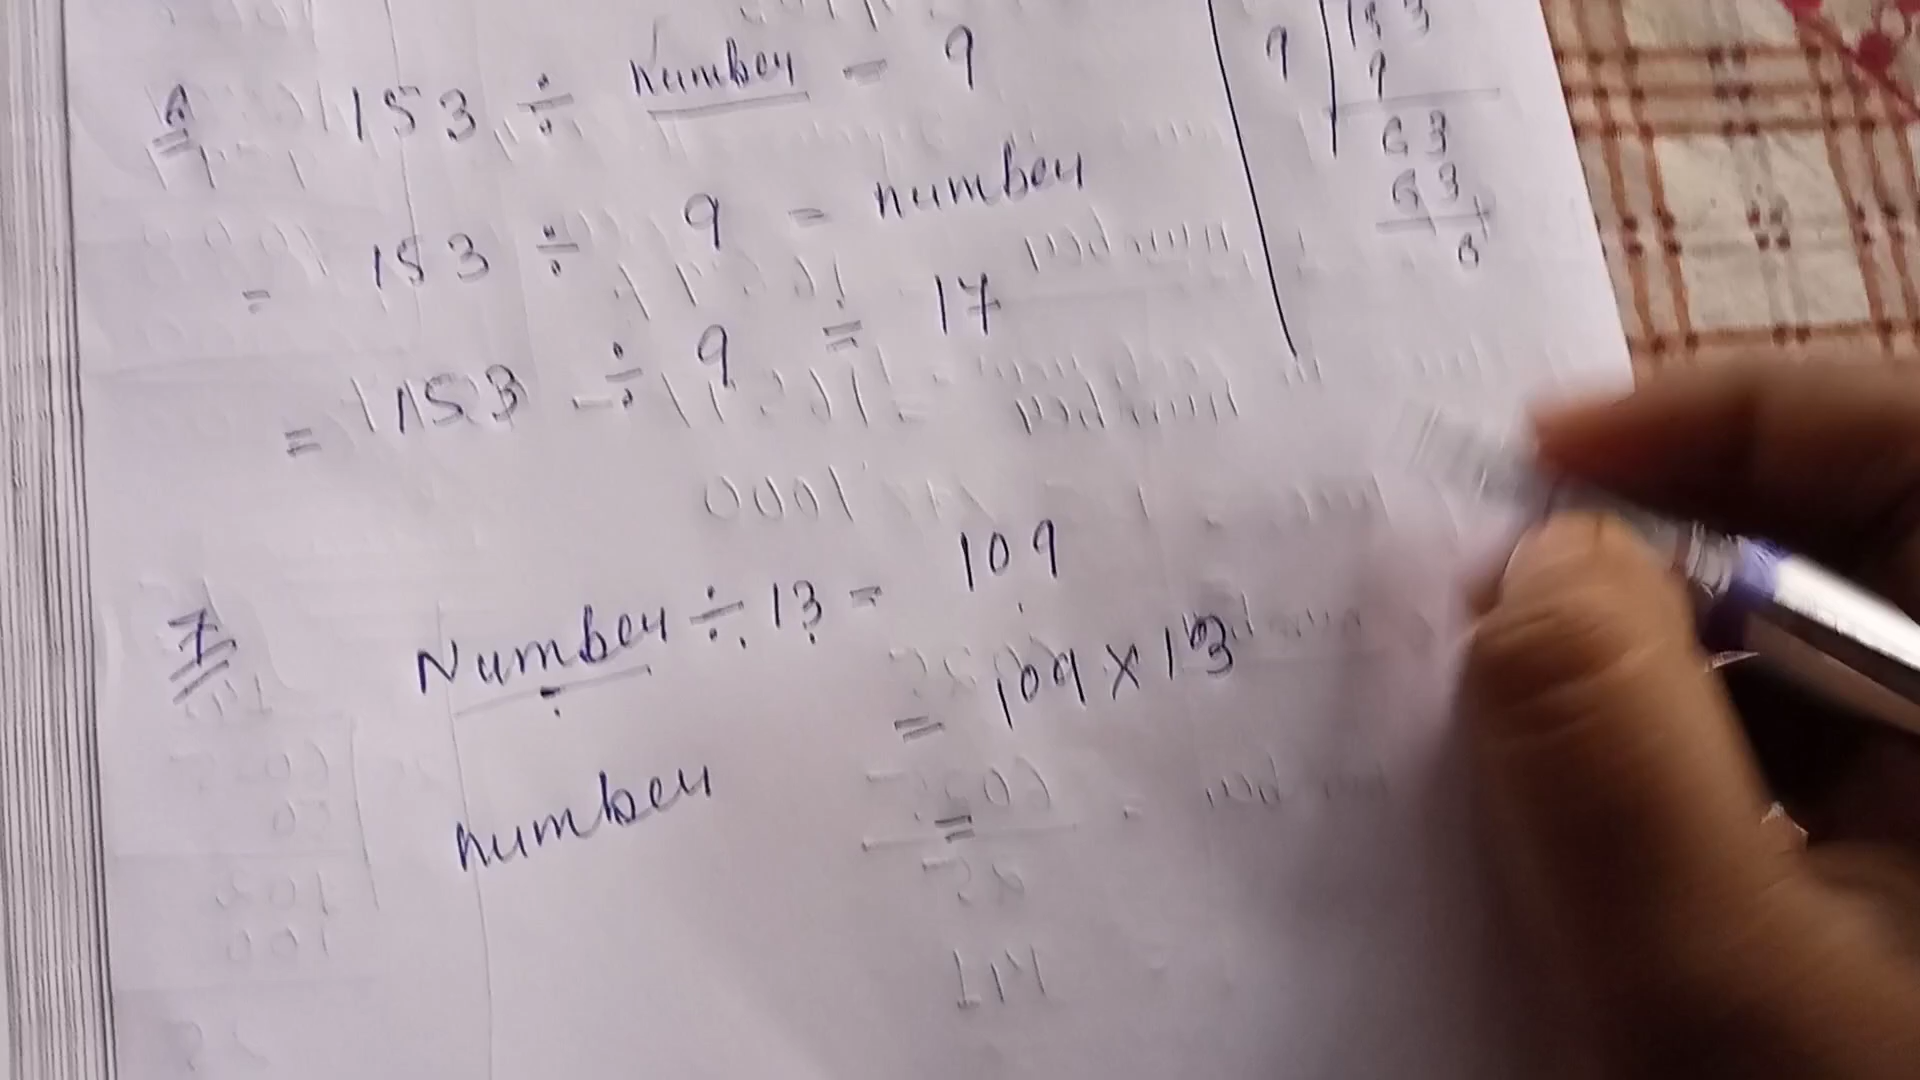 6 153 ÷ Number = 9
= 153 ÷ 9 = number
= 153 ÷ 9 = 17
9 153
9
63
63
0
7 Number ÷ 13 = 109
= 109 x 13
number =